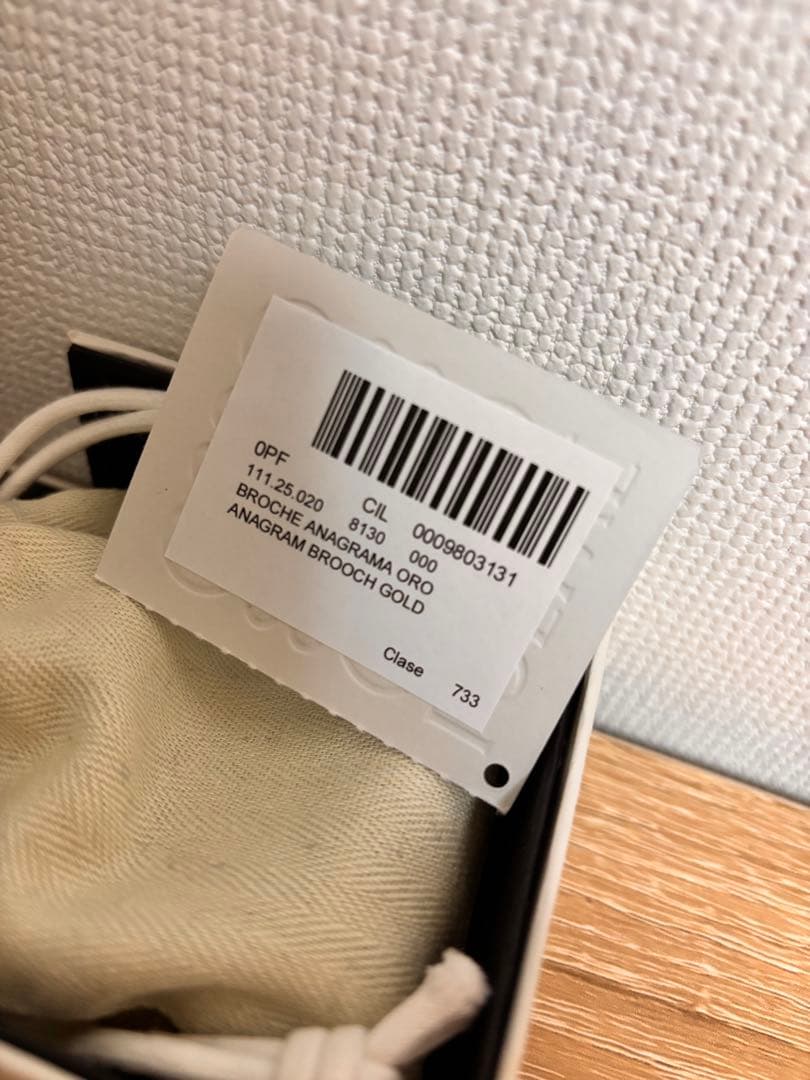 0PF CIL 0009803131
111.25.020 8130 000
BROCHE ANAGRAMA ORO
ANAGRAM BROOCH GOLD
Clase 733